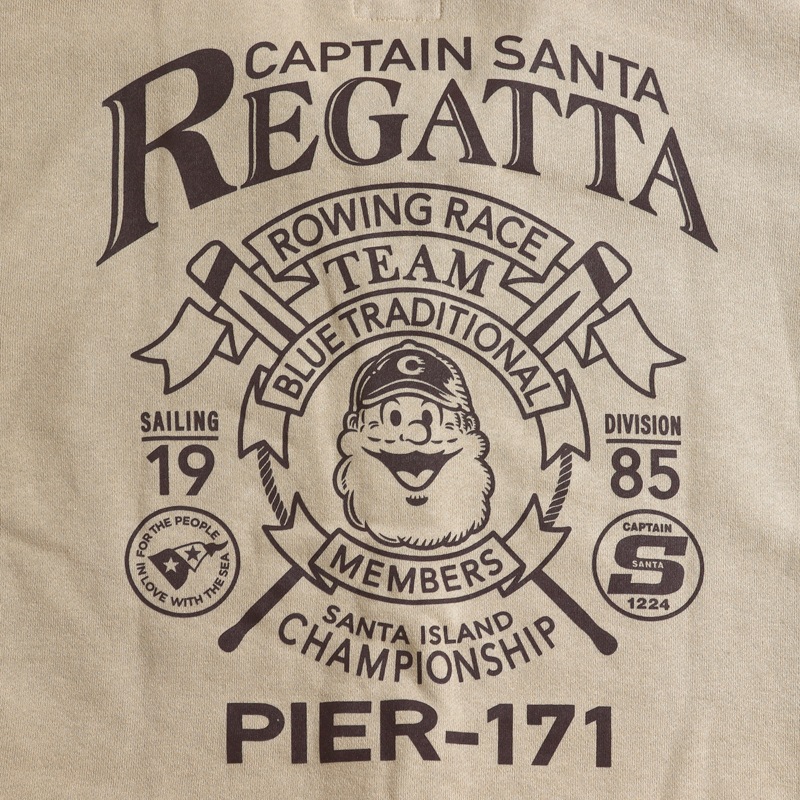 CAPTAIN SANTA
REGATTA
ROWING RACE
TEAM
BLUE TRADITIONAL
C
SAILING
19
DIVISION
85
FOR THE PEOPLE
IN LOVE WITH THE SEA
CAPTAIN
S
SANTA
1224
MEMBERS
SANTA ISLAND
CHAMPIONSHIP
PIER-171